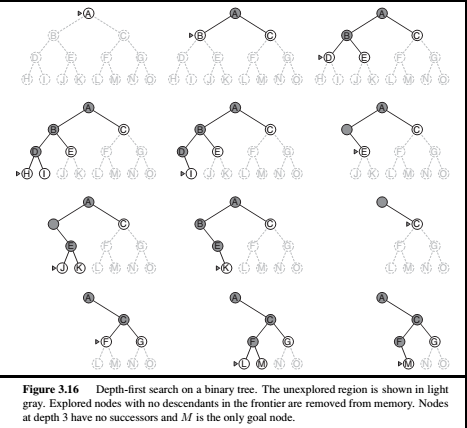 A A A
B C B C B C
D E F G D E F G D E F G
H I J K L M N O H I J K L M N O H I J K L M N O
A A A
B C B C C
D E F G D E F G E F G
H I J K L M N O I J K L M N O J K L M N O
A A
C B C C
E F G E F G F G
J K L M N O K L M N O L M N O
A A A
C C C
F G F G F G
L M N O L M N O M N O
Figure 3.16 Depth-first search on a binary tree. The unexplored region is shown in light
gray. Explored nodes with no descendants in the frontier are removed from memory. Nodes
at depth 3 have no successors and M is the only goal node.